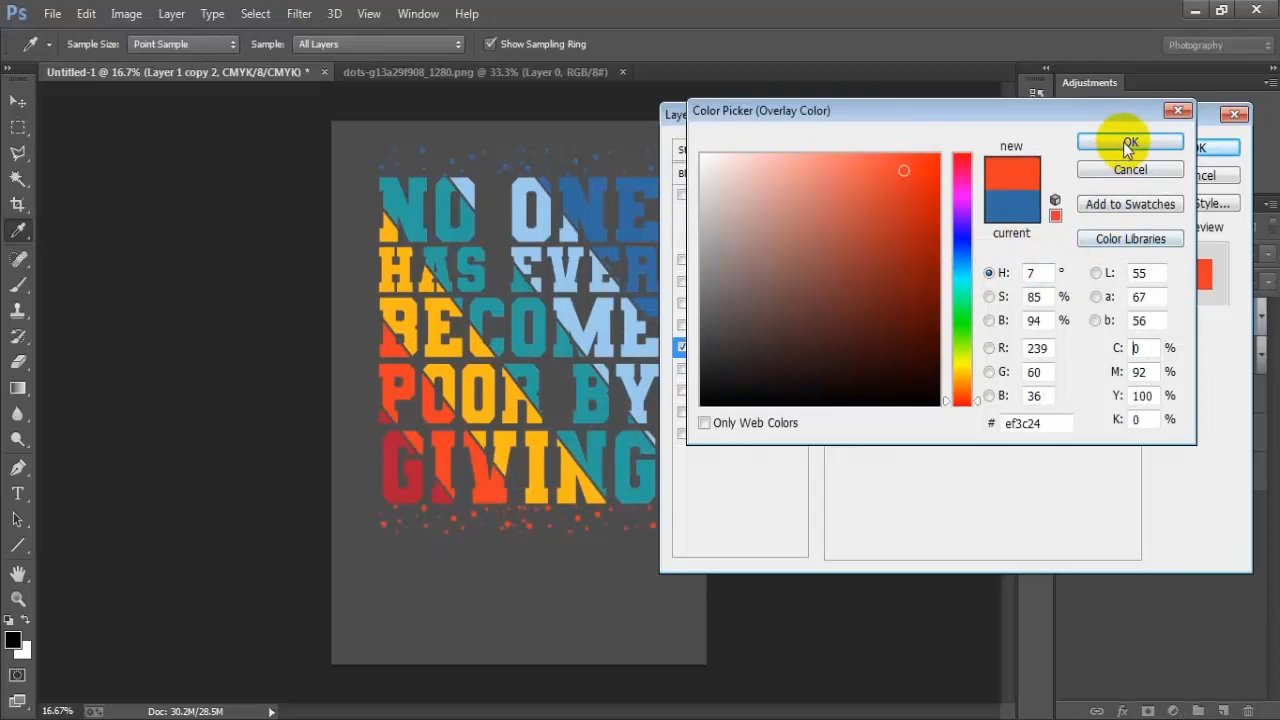 Ps File Edit Image Layer Type Select Filter 3D View Window Help
Sample Size: Point Sample Sample: All Layers Show Sampling Ring Photography
Untitled-1 @ 16.7% (Layer 1 copy 2, CMYK/8/CMYK) * × dots-g13a29f908_1280.png @ 33.3% (Layer 0, RGB/8#) ×
Adjustments
Color Picker (Overlay Color)
new
current
OK
Cancel
Add to Swatches
Color Libraries
H: 7 °
S: 85 %
B: 94 %
R: 239
G: 60
B: 36
# ef3c24
L: 55
a: 67
b: 56
C: 0 %
M: 92 %
Y: 100 %
K: 0 %
Only Web Colors
Style...
NO ONE
HAS EVER
BECOME
POOR BY
GIVING
16.67% Doc: 30.2M/28.5M